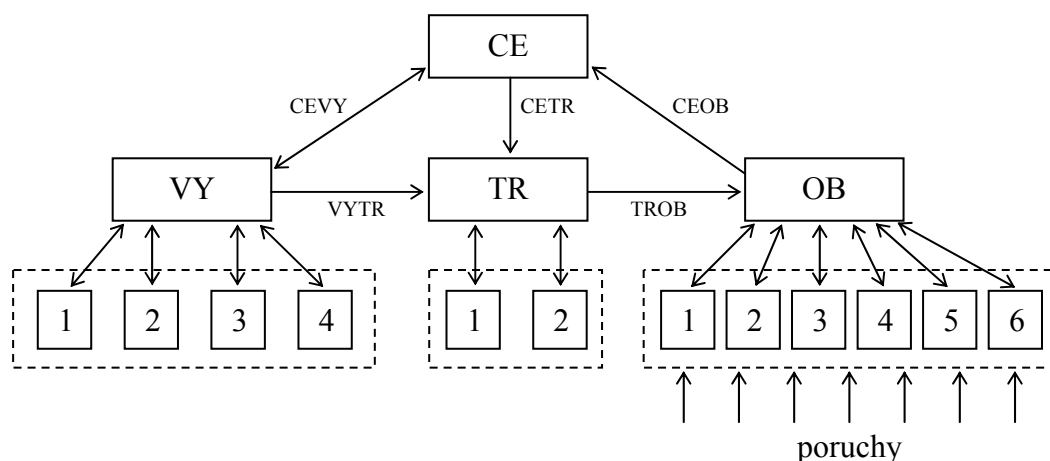 CE
CEVY CETR CEOB
VY TR OB
VYTR TROB
1 2 3 4 1 2 1 2 3 4 5 6
poruchy